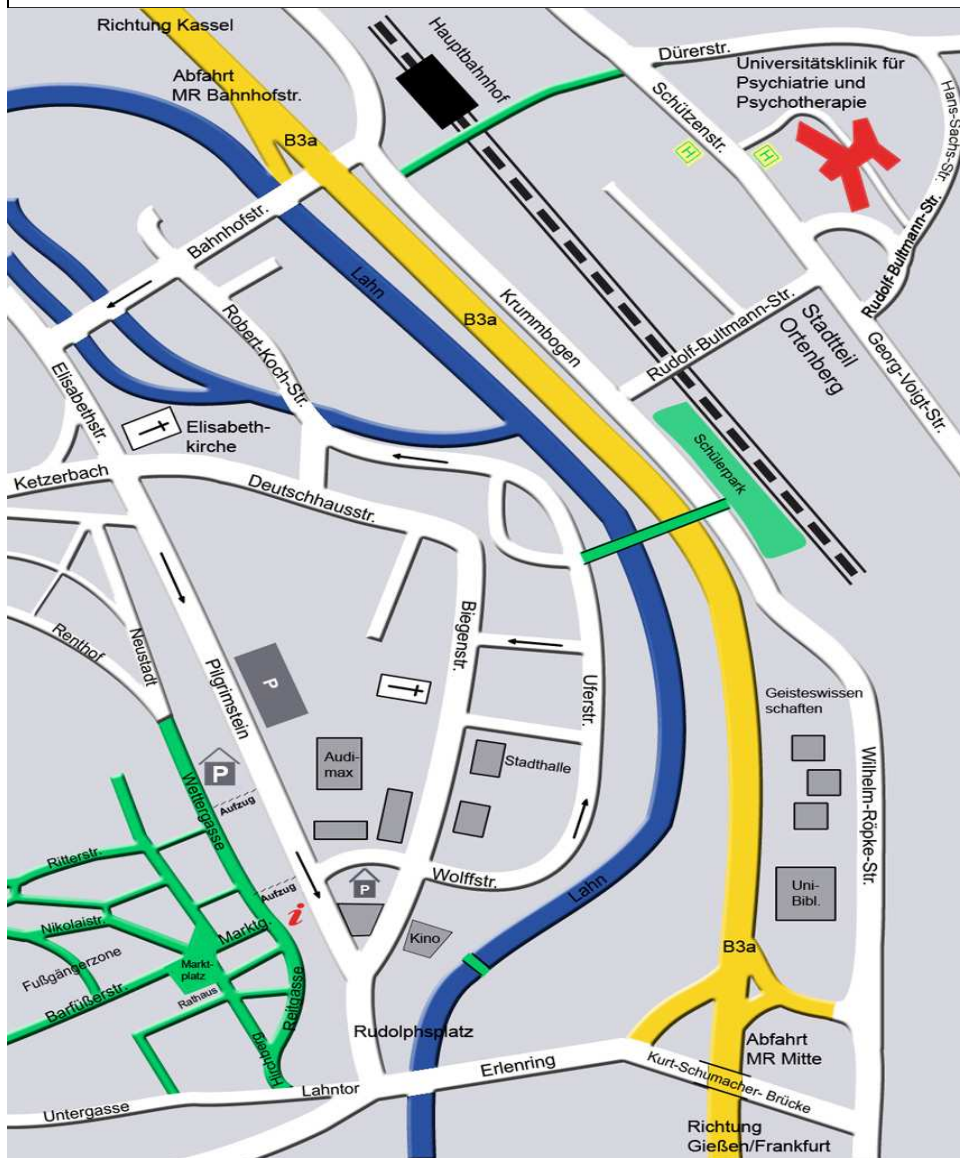 Richtung Kassel
Abfahrt
MR Bahnhofstr.
B3a
Hauptbahnhof
Dürerstr.
Universitätsklinik für
Psychiatrie und
Psychotherapie
Hans-Sachs-Str.
Schützenstr.
H
H
Bahnhofstr.
Lahn
B3a
Krummbogen
Rudolf-Bultmann-Str.
Rudolf-Bultmann-Str.
Stadtteil
Ortenberg
Georg-Voigt-Str.
Robert-Koch-Str.
Elisabethstr.
Elisabeth-
kirche
Schülerpark
Ketzerbach
Deutschhausstr.
Biegenstr.
Renthof
Neustadt
Pilgrimstein
P
Uferstr.
Geisteswissen
schaften
Wilhelm-Röpke-Str.
Audi-
max
Stadthalle
P
Wettergasse
Aufzug
Ritterstr.
Wolffstr.
Aufzug
P
i
Lahn
Uni-
Bibl.
Nikolaistr.
Marktg.
Kino
B3a
Fußgängerzone
Markt-
platz
Barfüßerstr.
Rathaus
Reitgasse
Hirchberg
Rudolphsplatz
Abfahrt
MR Mitte
Erlenring
Kurt-Schumacher- Brücke
Lahntor
Untergasse
Richtung
Gießen/Frankfurt